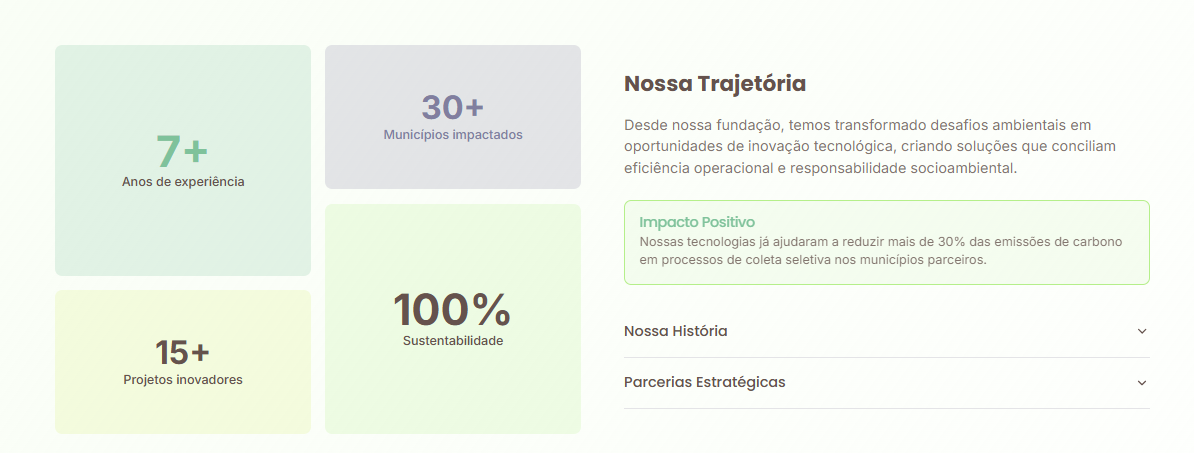 7+
Anos de experiência
30+
Municípios impactados
15+
Projetos inovadores
100%
Sustentabilidade
Nossa Trajetória
Desde nossa fundação, temos transformado desafios ambientais em
oportunidades de inovação tecnológica, criando soluções que conciliam
eficiência operacional e responsabilidade socioambiental.
Impacto Positivo
Nossas tecnologias já ajudaram a reduzir mais de 30% das emissões de carbono
em processos de coleta seletiva nos municípios parceiros.
Nossa História
Parcerias Estratégicas